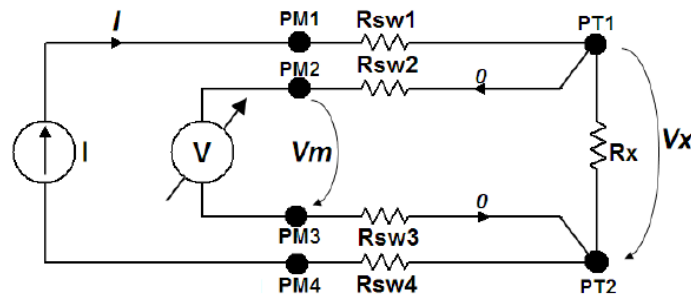 I PM1 Rsw1 PT1
PM2 Rsw2 0
I V Vm Rx Vx
0
PM3 Rsw3
PM4 Rsw4 PT2